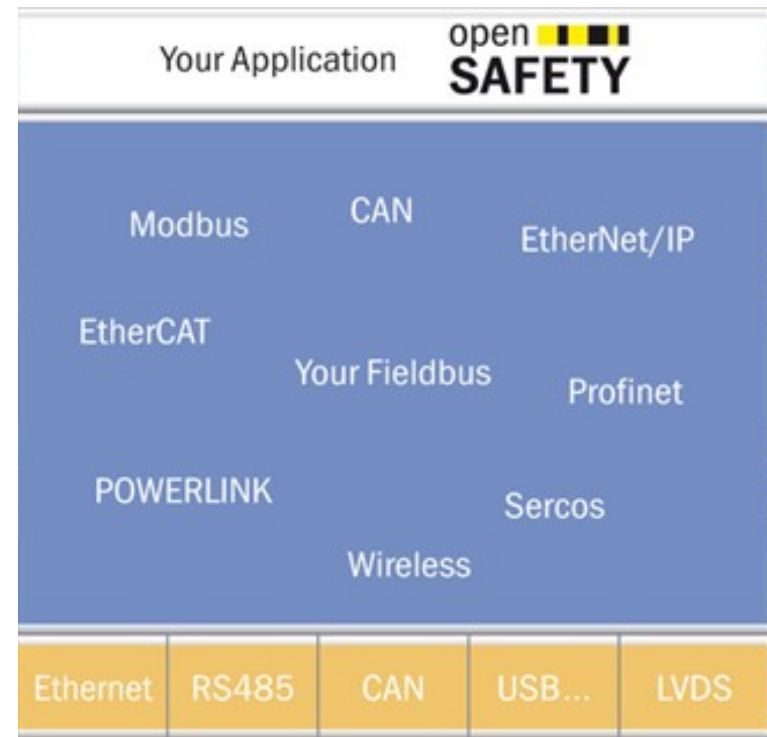 Your Application
open
SAFETY
Modbus
CAN
EtherNet/IP
EtherCAT
Your Fieldbus
Profinet
POWERLINK
Sercos
Wireless
Ethernet
RS485
CAN
USB...
LVDS